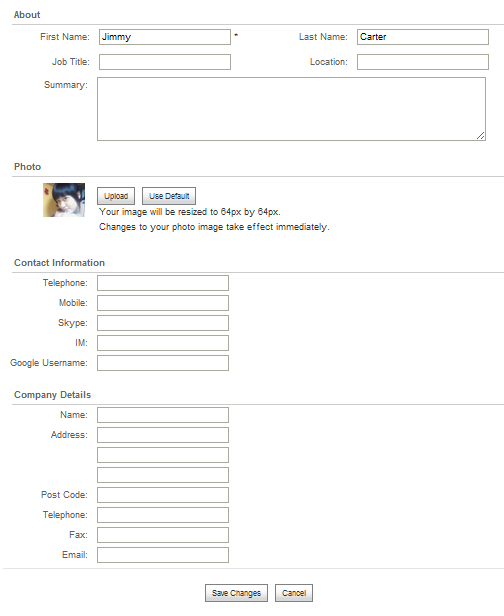 About
First Name: Jimmy * Last Name: Carter
Job Title: Location:
Summary:
Photo
Upload Use Default
Your image will be resized to 64px by 64px.
Changes to your photo image take effect immediately.
Contact Information
Telephone:
Mobile:
Skype:
IM:
Google Username:
Company Details
Name:
Address:
Post Code:
Telephone:
Fax:
Email:
Save Changes Cancel